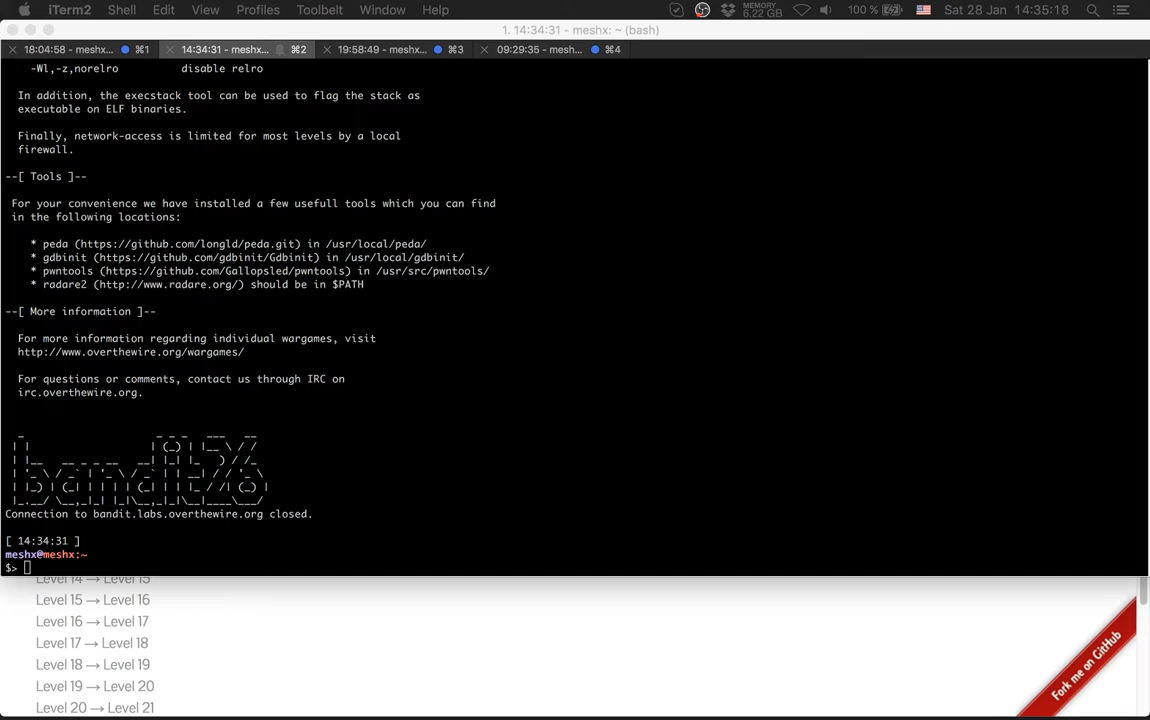 iTerm2 Shell Edit View Profiles Toolbelt Window Help MEMORY 6.22 GB 100 % Sat 28 Jan 14:35:18
1. 14:34:31 - meshx: ~ (bash)
18:04:58 - meshx... ⌘1 14:34:31 - meshx... ⌘2 19:58:49 - meshx... ⌘3 09:29:35 - meshx... ⌘4
-Wl,-z,norelro disable relro
In addition, the execstack tool can be used to flag the stack as
executable on ELF binaries.
Finally, network-access is limited for most levels by a local
firewall.
--[ Tools ]--
For your convenience we have installed a few usefull tools which you can find
in the following locations:
* peda (https://github.com/longld/peda.git) in /usr/local/peda/
* gdbinit (https://github.com/gdbinit/Gdbinit) in /usr/local/gdbinit/
* pwntools (https://github.com/Gallopsled/pwntools) in /usr/src/pwntools/
* radare2 (http://www.radare.org/) should be in $PATH
--[ More information ]--
For more information regarding individual wargames, visit
http://www.overthewire.org/wargames/
For questions or comments, contact us through IRC on
irc.overthewire.org.
bandit26
Connection to bandit.labs.overthewire.org closed.
[ 14:34:31 ]
meshx@meshx:~
$>
Level 14 → Level 15
Level 15 → Level 16
Level 16 → Level 17
Level 17 → Level 18
Level 18 → Level 19
Level 19 → Level 20
Level 20 → Level 21
Fork me on GitHub